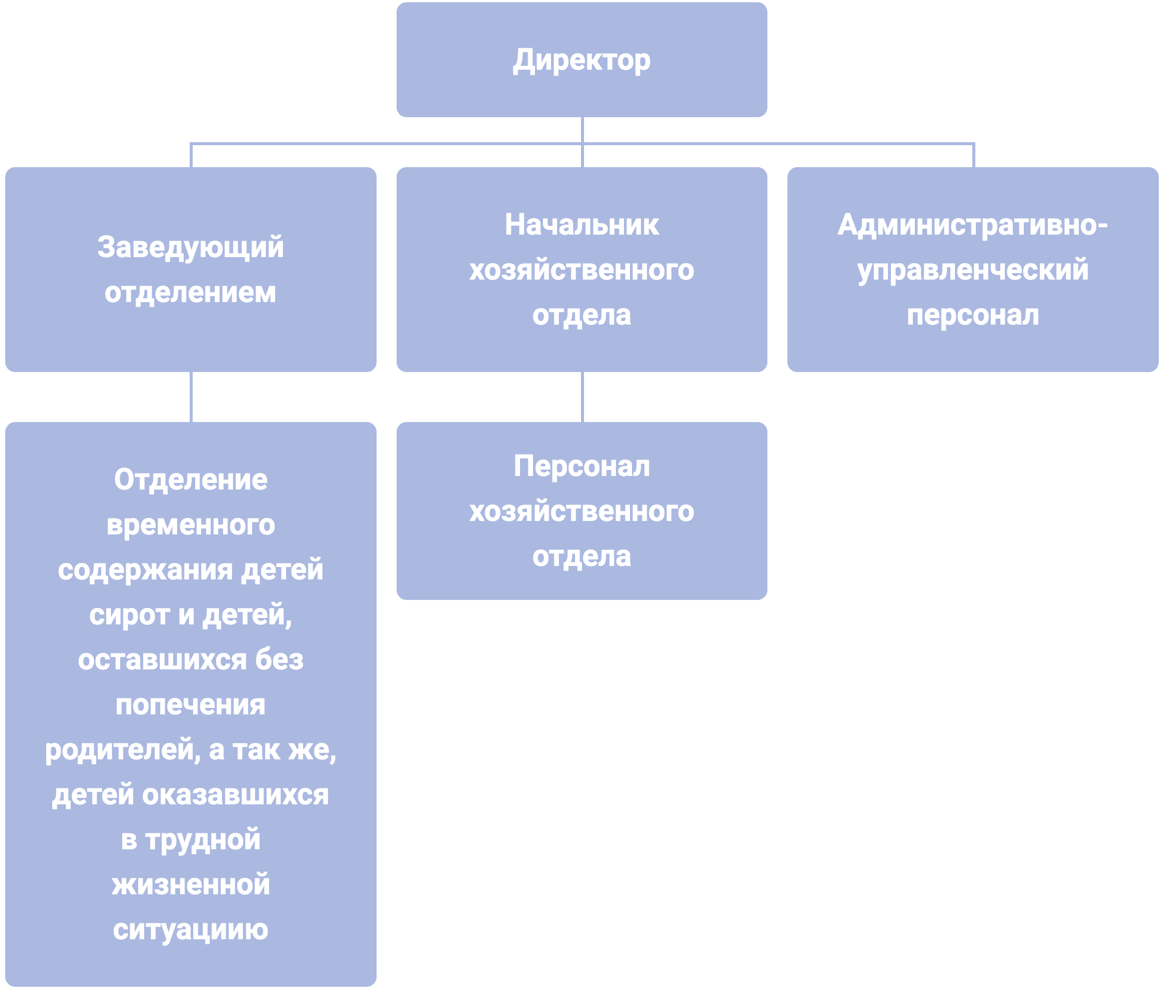 Директор
Заведующий
отделением
Начальник
хозяйственного
отдела
Административно-
управленческий
персонал
Отделение
временного
содержания детей
сирот и детей,
оставшихся без
попечения
родителей, а так же,
детей оказавшихся
в трудной
жизненной
ситуациию
Персонал
хозяйственного
отдела